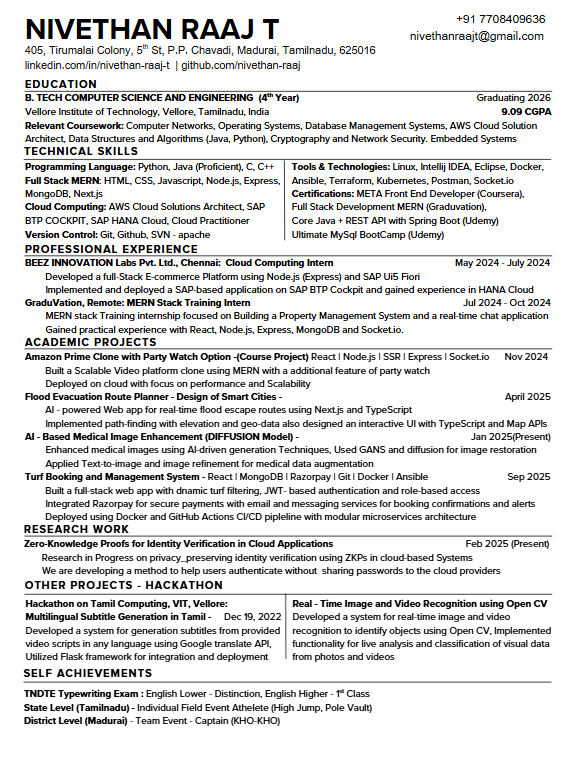 NIVETHAN RAAJ T
+91 7708409636
nivethanraajt@gmail.com
405, Tirumalai Colony, 5th St, P.P. Chavadi, Madurai, Tamilnadu, 625016
linkedin.com/in/nivethan-raaj-t | github.com/nivethan-raaj
EDUCATION
B. TECH COMPUTER SCIENCE AND ENGINEERING (4th Year) Graduating 2026
Vellore Institute of Technology, Vellore, Tamilnadu, India 9.09 CGPA
Relevant Coursework: Computer Networks, Operating Systems, Database Management Systems, AWS Cloud Solution
Architect, Data Structures and Algorithms (Java, Python), Cryptography and Network Security. Embedded Systems
TECHNICAL SKILLS
Programming Language: Python, Java (Proficient), C, C++
Full Stack MERN: HTML, CSS, Javascript, Node.js, Express,
MongoDB, Next.js
Cloud Computing: AWS Cloud Solutions Architect, SAP
BTP COCKPIT, SAP HANA Cloud, Cloud Practitioner
Version Control: Git, Github, SVN - apache
Tools & Technologies: Linux, Intellij IDEA, Eclipse, Docker,
Ansible, Terraform, Kubernetes, Postman, Socket.io
Certifications: META Front End Developer (Coursera),
Full Stack Development MERN (Graduvation),
Core Java + REST API with Spring Boot (Udemy)
Ultimate MySql BootCamp (Udemy)
PROFESSIONAL EXPERIENCE
BEEZ INNOVATION Labs Pvt. Ltd., Chennai: Cloud Computing Intern May 2024 - July 2024
Developed a full-Stack E-commerce Platform using Node.js (Express) and SAP Ui5 Fiori
Implemented and deployed a SAP-based application on SAP BTP Cockpit and gained experience in HANA Cloud
GraduVation, Remote: MERN Stack Training Intern Jul 2024 - Oct 2024
MERN stack Training internship focused on Building a Property Management System and a real-time chat application
Gained practical experience with React, Node.js, Express, MongoDB and Socket.io.
ACADEMIC PROJECTS
Amazon Prime Clone with Party Watch Option -(Course Project) React | Node.js | SSR | Express | Socket.io Nov 2024
Built a Scalable Video platform clone using MERN with a additional feature of party watch
Deployed on cloud with focus on performance and Scalability
Flood Evacuation Route Planner - Design of Smart Cities - April 2025
AI - powered Web app for real-time flood escape routes using Next.js and TypeScript
Implemented path-finding with elevation and geo-data also designed an interactive UI with TypeScript and Map APIs
AI - Based Medical Image Enhancement (DIFFUSION Model) - Jan 2025(Present)
Enhanced medical images using AI-driven generation Techniques, Used GANS and diffusion for image restoration
Applied Text-to-image and image refinement for medical data augmentation
Turf Booking and Management System - React | MongoDB | Razorpay | Git | Docker | Ansible Sep 2025
Built a full-stack web app with dnamic turf filtering, JWT- based authentication and role-based access
Integrated Razorpay for secure payments with email and messaging services for booking confirmations and alerts
Deployed using Docker and GitHub Actions CI/CD pipleline with modular microservices architecture
RESEARCH WORK
Zero-Knowledge Proofs for Identity Verification in Cloud Applications Feb 2025 (Present)
Research in Progress on privacy_preserving identity verification using ZKPs in cloud-based Systems
We are developing a method to help users authenticate without sharing passwords to the cloud providers
OTHER PROJECTS - HACKATHON
Hackathon on Tamil Computing, VIT, Vellore:
Multilingual Subtitle Generation in Tamil - Dec 19, 2022
Developed a system for generation subtitles from provided
video scripts in any language using Google translate API,
Utilized Flask framework for integration and deployment
Real - Time Image and Video Recognition using Open CV
Developed a system for real-time image and video
recognition to identify objects using Open CV, Implemented
functionality for live analysis and classification of visual data
from photos and videos
SELF ACHIEVEMENTS
TNDTE Typewriting Exam : English Lower - Distinction, English Higher - 1st Class
State Level (Tamilnadu) - Individual Field Event Athelete (High Jump, Pole Vault)
District Level (Madurai) - Team Event - Captain (KHO-KHO)